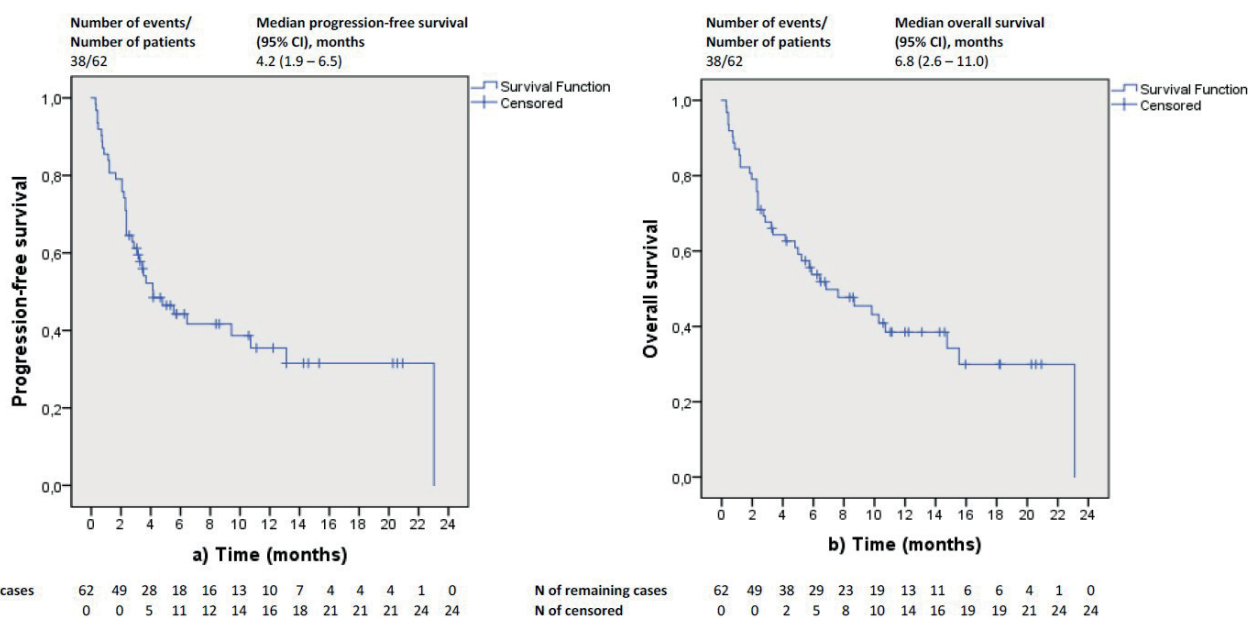 Number of events/
Number of patients
38/62
Median progression-free survival
(95% CI), months
4.2 (1.9 – 6.5)
Survival Function
Censored
Progression-free survival
1,0
0,8
0,6
0,4
0,2
0,0
0 2 4 6 8 10 12 14 16 18 20 22 24
a) Time (months)
cases 62 49 28 18 16 13 10 7 4 4 4 1 0
0 0 5 11 12 14 16 18 21 21 21 24 24
Number of events/
Number of patients
38/62
Median overall survival
(95% CI), months
6.8 (2.6 – 11.0)
Survival Function
Censored
Overall survival
1,0
0,8
0,6
0,4
0,2
0,0
0 2 4 6 8 10 12 14 16 18 20 22 24
b) Time (months)
N of remaining cases 62 49 38 29 23 19 13 11 6 6 4 1 0
N of censored 0 0 2 5 8 10 14 16 19 19 21 24 24